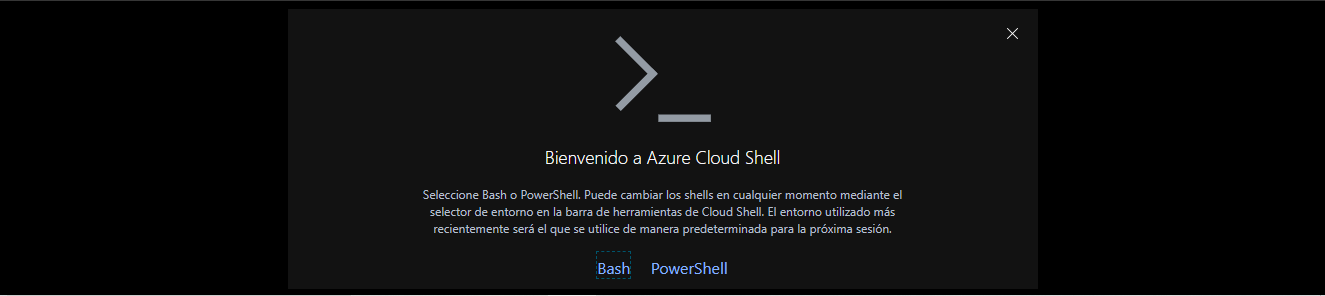 Bienvenido a Azure Cloud Shell
Seleccione Bash o PowerShell. Puede cambiar los shells en cualquier momento mediante el
selector de entorno en la barra de herramientas de Cloud Shell. El entorno utilizado más
recientemente será el que se utilice de manera predeterminada para la próxima sesión.
Bash PowerShell